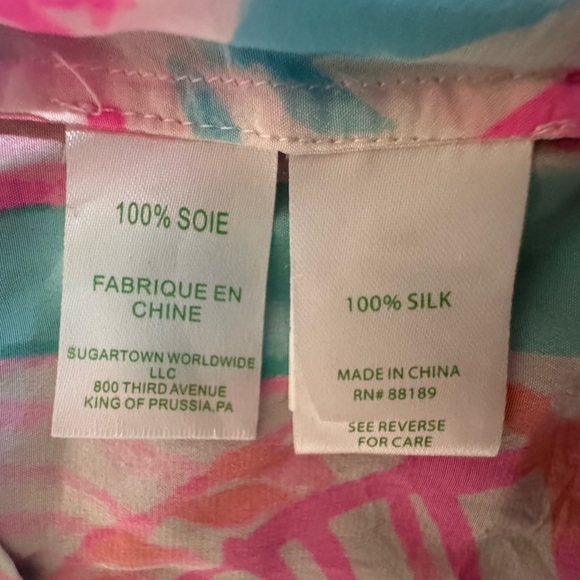 100% SOIE
FABRIQUE EN
CHINE
SUGARTOWN WORLDWIDE
LLC
800 THIRD AVENUE
KING OF PRUSSIA,PA
100% SILK
MADE IN CHINA
RN# 88189
SEE REVERSE
FOR CARE